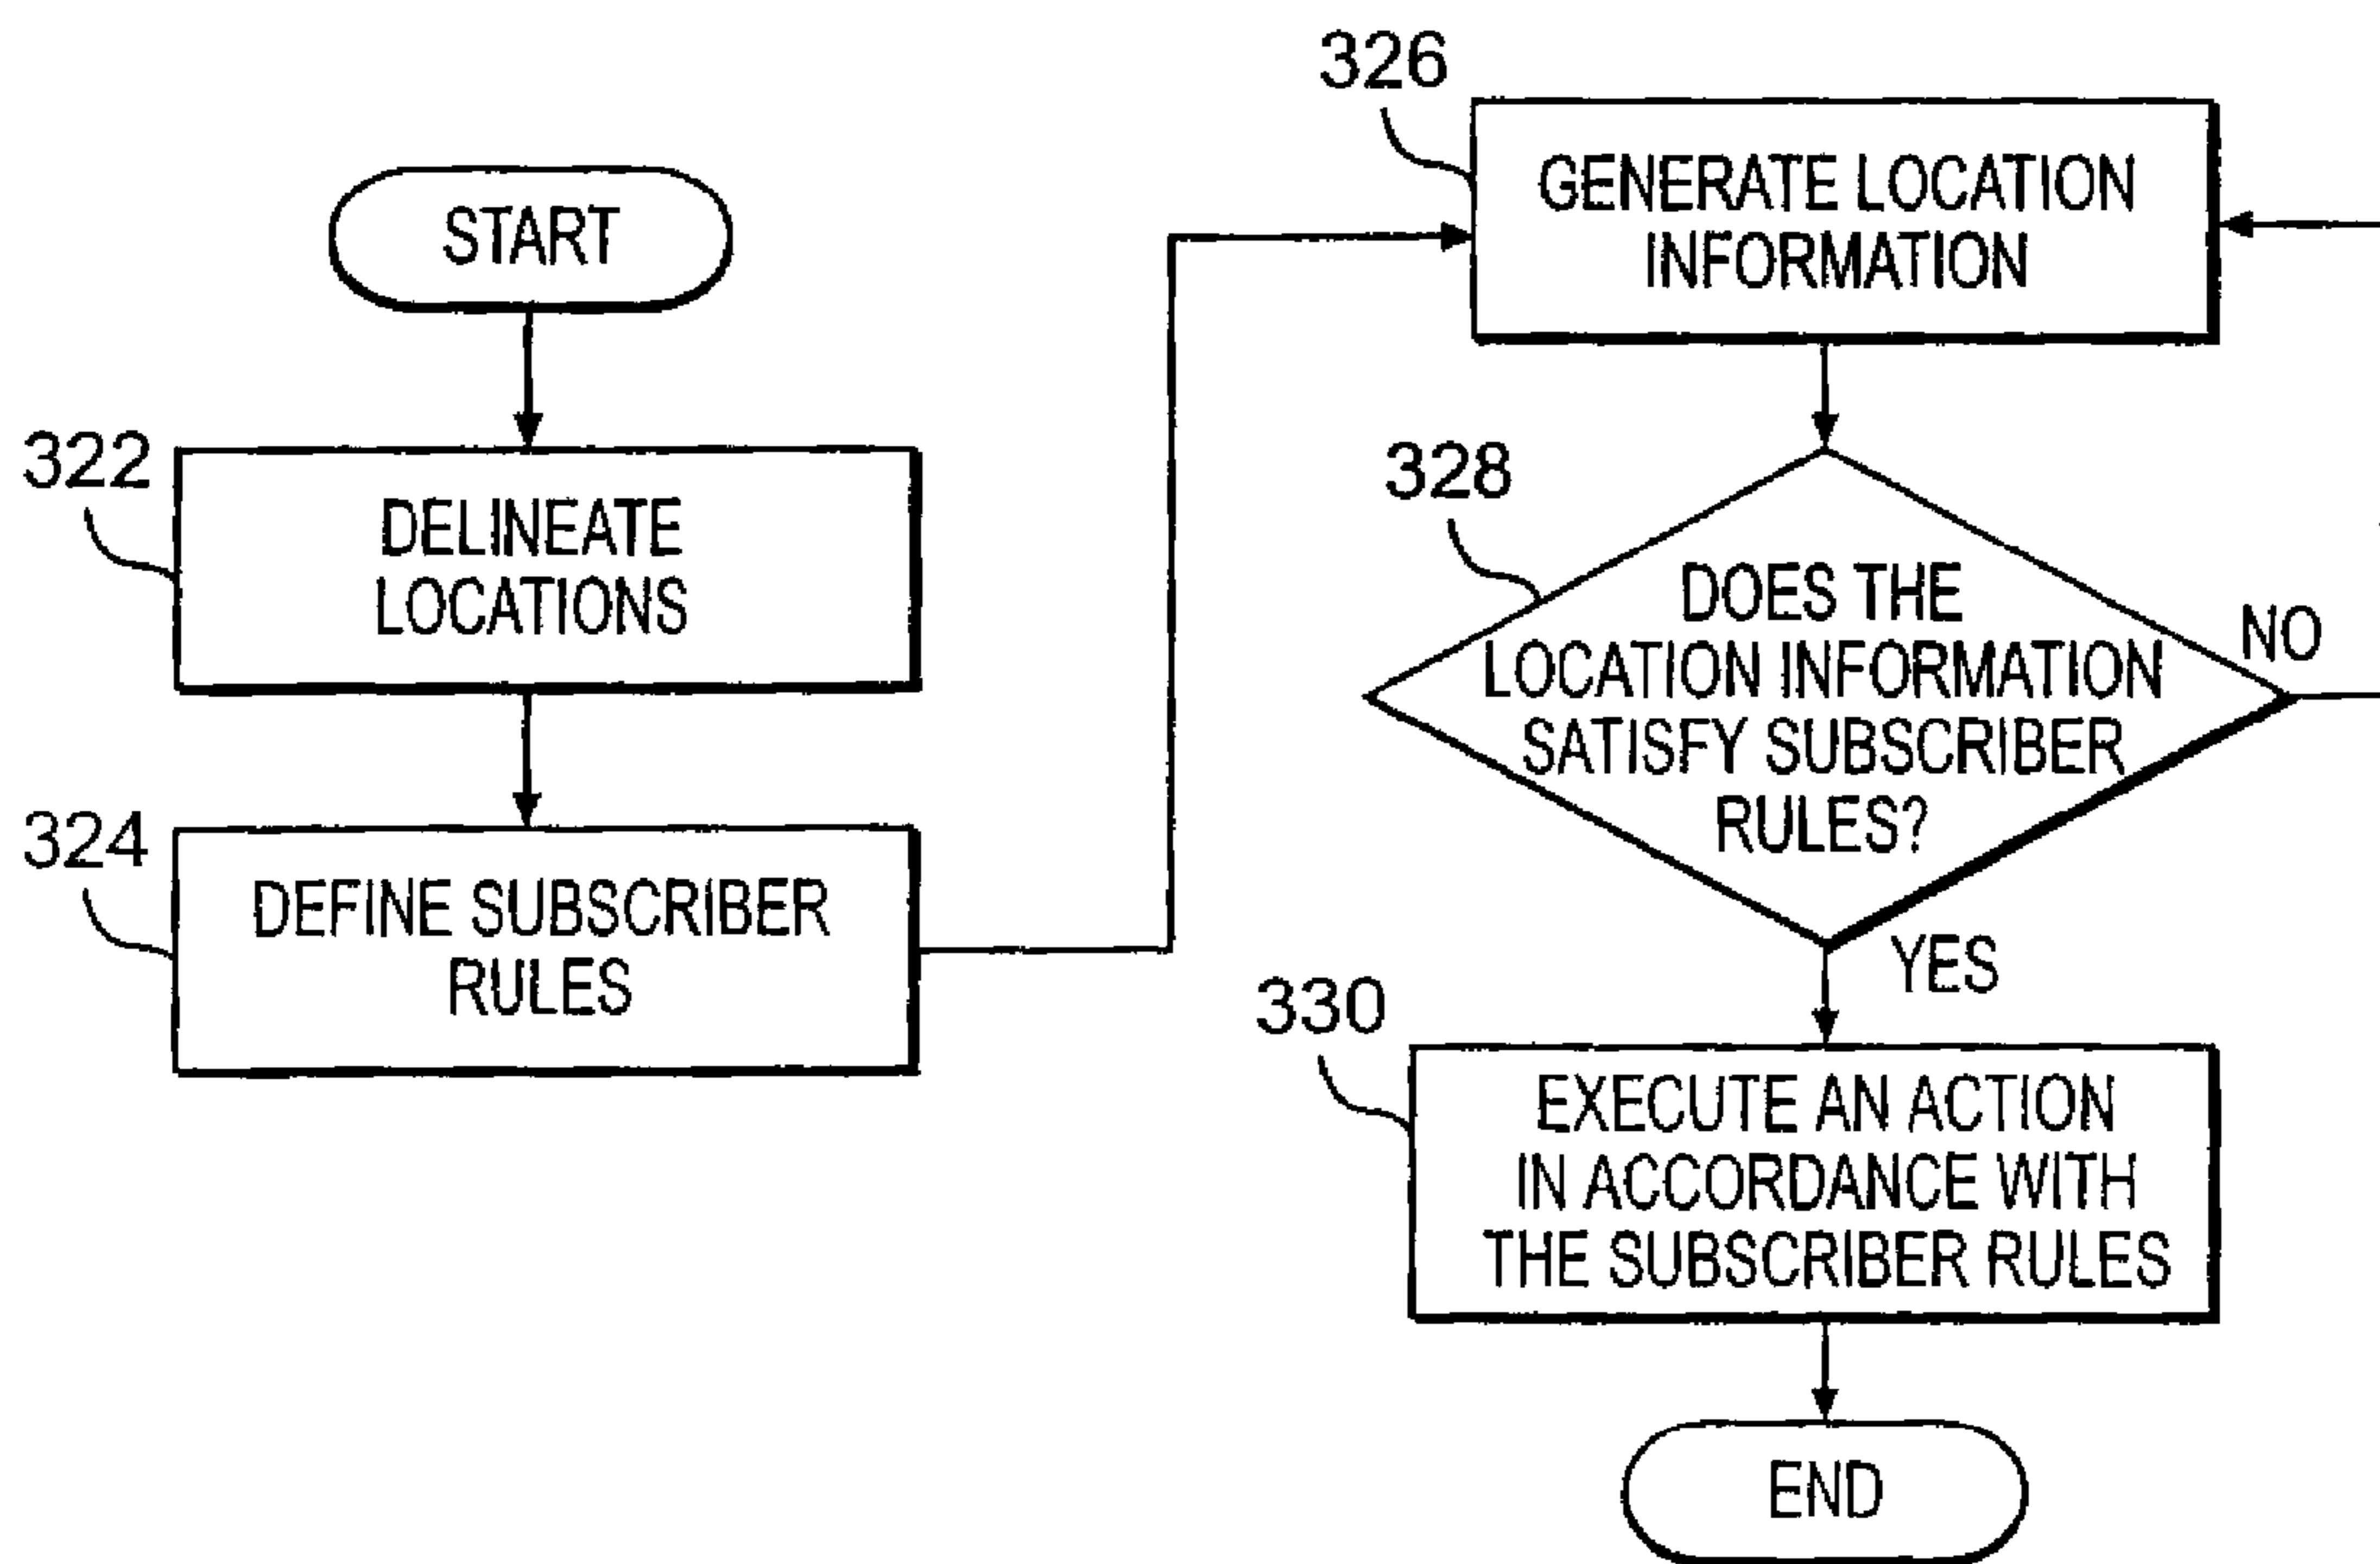 START
322
DELINEATE
LOCATIONS
324
DEFINE SUBSCRIBER
RULES
326
GENERATE LOCATION
INFORMATION
328
DOES THE
LOCATION INFORMATION
SATISFY SUBSCRIBER
RULES?
NO
YES
330
EXECUTE AN ACTION
IN ACCORDANCE WITH
THE SUBSCRIBER RULES
END